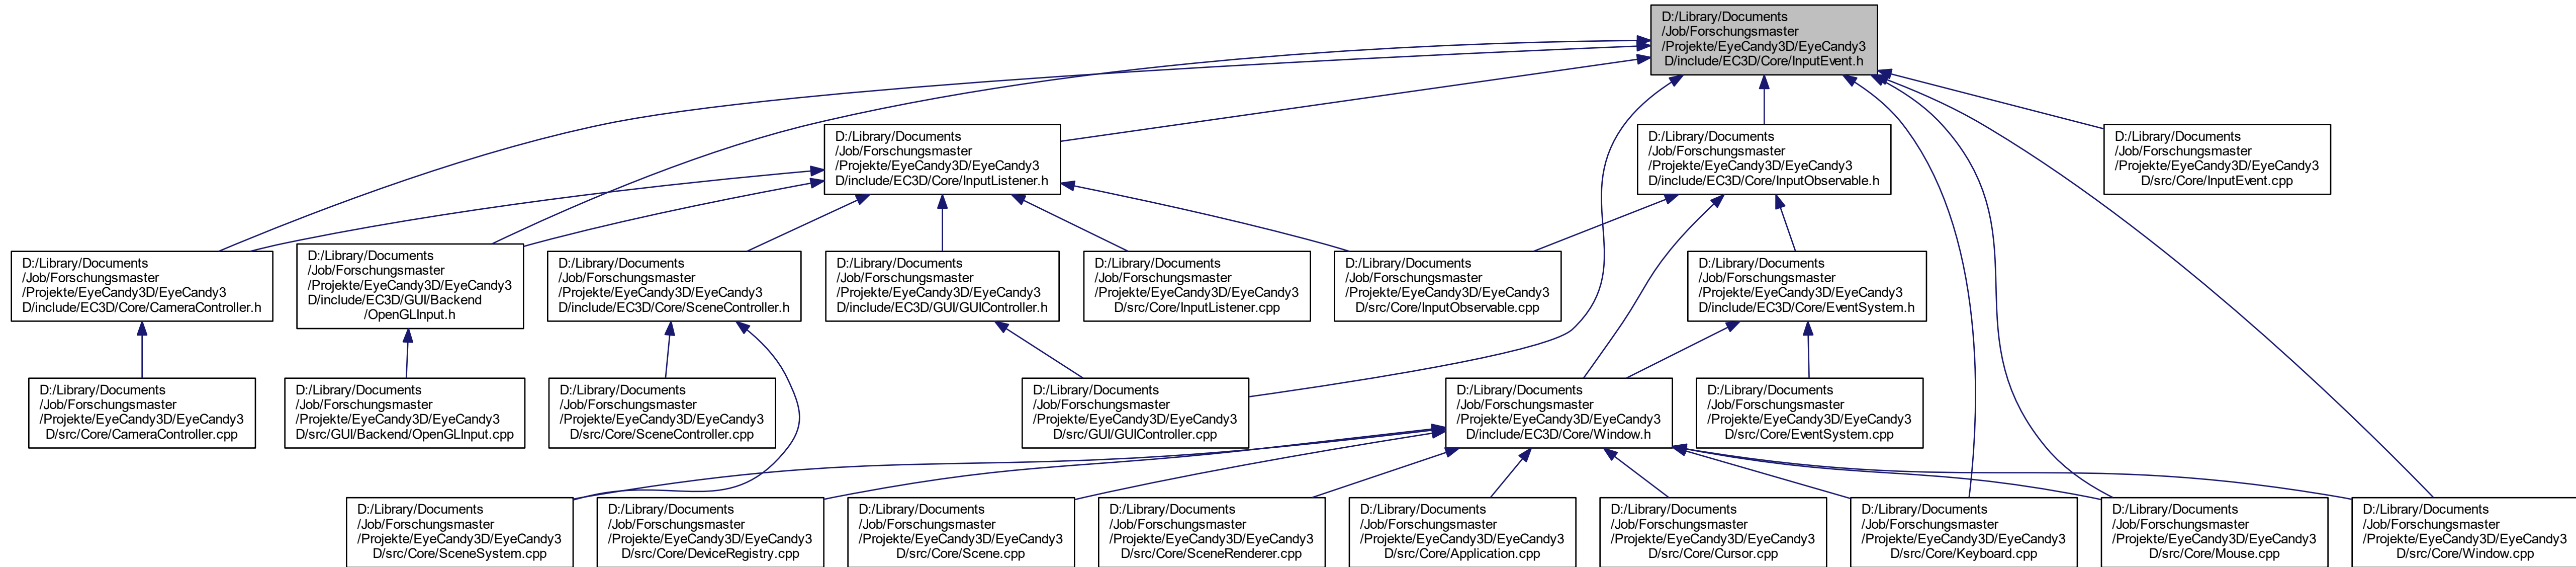 D:/Library/Documents
/Job/Forschungsmaster
/Projekte/EyeCandy3D/EyeCandy3
D/include/EC3D/Core/InputEvent.h
D:/Library/Documents
/Job/Forschungsmaster
/Projekte/EyeCandy3D/EyeCandy3
D/include/EC3D/Core/InputListener.h
D:/Library/Documents
/Job/Forschungsmaster
/Projekte/EyeCandy3D/EyeCandy3
D/include/EC3D/Core/InputObservable.h
D:/Library/Documents
/Job/Forschungsmaster
/Projekte/EyeCandy3D/EyeCandy3
D/src/Core/InputEvent.cpp
D:/Library/Documents
/Job/Forschungsmaster
/Projekte/EyeCandy3D/EyeCandy3
D/include/EC3D/Core/CameraController.h
D:/Library/Documents
/Job/Forschungsmaster
/Projekte/EyeCandy3D/EyeCandy3
D/include/EC3D/GUI/Backend
/OpenGLInput.h
D:/Library/Documents
/Job/Forschungsmaster
/Projekte/EyeCandy3D/EyeCandy3
D/include/EC3D/Core/SceneController.h
D:/Library/Documents
/Job/Forschungsmaster
/Projekte/EyeCandy3D/EyeCandy3
D/include/EC3D/GUI/GUIController.h
D:/Library/Documents
/Job/Forschungsmaster
/Projekte/EyeCandy3D/EyeCandy3
D/src/Core/InputListener.cpp
D:/Library/Documents
/Job/Forschungsmaster
/Projekte/EyeCandy3D/EyeCandy3
D/src/Core/InputObservable.cpp
D:/Library/Documents
/Job/Forschungsmaster
/Projekte/EyeCandy3D/EyeCandy3
D/include/EC3D/Core/EventSystem.h
D:/Library/Documents
/Job/Forschungsmaster
/Projekte/EyeCandy3D/EyeCandy3
D/src/Core/CameraController.cpp
D:/Library/Documents
/Job/Forschungsmaster
/Projekte/EyeCandy3D/EyeCandy3
D/src/GUI/Backend/OpenGLInput.cpp
D:/Library/Documents
/Job/Forschungsmaster
/Projekte/EyeCandy3D/EyeCandy3
D/src/Core/SceneController.cpp
D:/Library/Documents
/Job/Forschungsmaster
/Projekte/EyeCandy3D/EyeCandy3
D/src/GUI/GUIController.cpp
D:/Library/Documents
/Job/Forschungsmaster
/Projekte/EyeCandy3D/EyeCandy3
D/include/EC3D/Core/Window.h
D:/Library/Documents
/Job/Forschungsmaster
/Projekte/EyeCandy3D/EyeCandy3
D/src/Core/EventSystem.cpp
D:/Library/Documents
/Job/Forschungsmaster
/Projekte/EyeCandy3D/EyeCandy3
D/src/Core/SceneSystem.cpp
D:/Library/Documents
/Job/Forschungsmaster
/Projekte/EyeCandy3D/EyeCandy3
D/src/Core/DeviceRegistry.cpp
D:/Library/Documents
/Job/Forschungsmaster
/Projekte/EyeCandy3D/EyeCandy3
D/src/Core/Scene.cpp
D:/Library/Documents
/Job/Forschungsmaster
/Projekte/EyeCandy3D/EyeCandy3
D/src/Core/SceneRenderer.cpp
D:/Library/Documents
/Job/Forschungsmaster
/Projekte/EyeCandy3D/EyeCandy3
D/src/Core/Application.cpp
D:/Library/Documents
/Job/Forschungsmaster
/Projekte/EyeCandy3D/EyeCandy3
D/src/Core/Cursor.cpp
D:/Library/Documents
/Job/Forschungsmaster
/Projekte/EyeCandy3D/EyeCandy3
D/src/Core/Keyboard.cpp
D:/Library/Documents
/Job/Forschungsmaster
/Projekte/EyeCandy3D/EyeCandy3
D/src/Core/Mouse.cpp
D:/Library/Documents
/Job/Forschungsmaster
/Projekte/EyeCandy3D/EyeCandy3
D/src/Core/Window.cpp